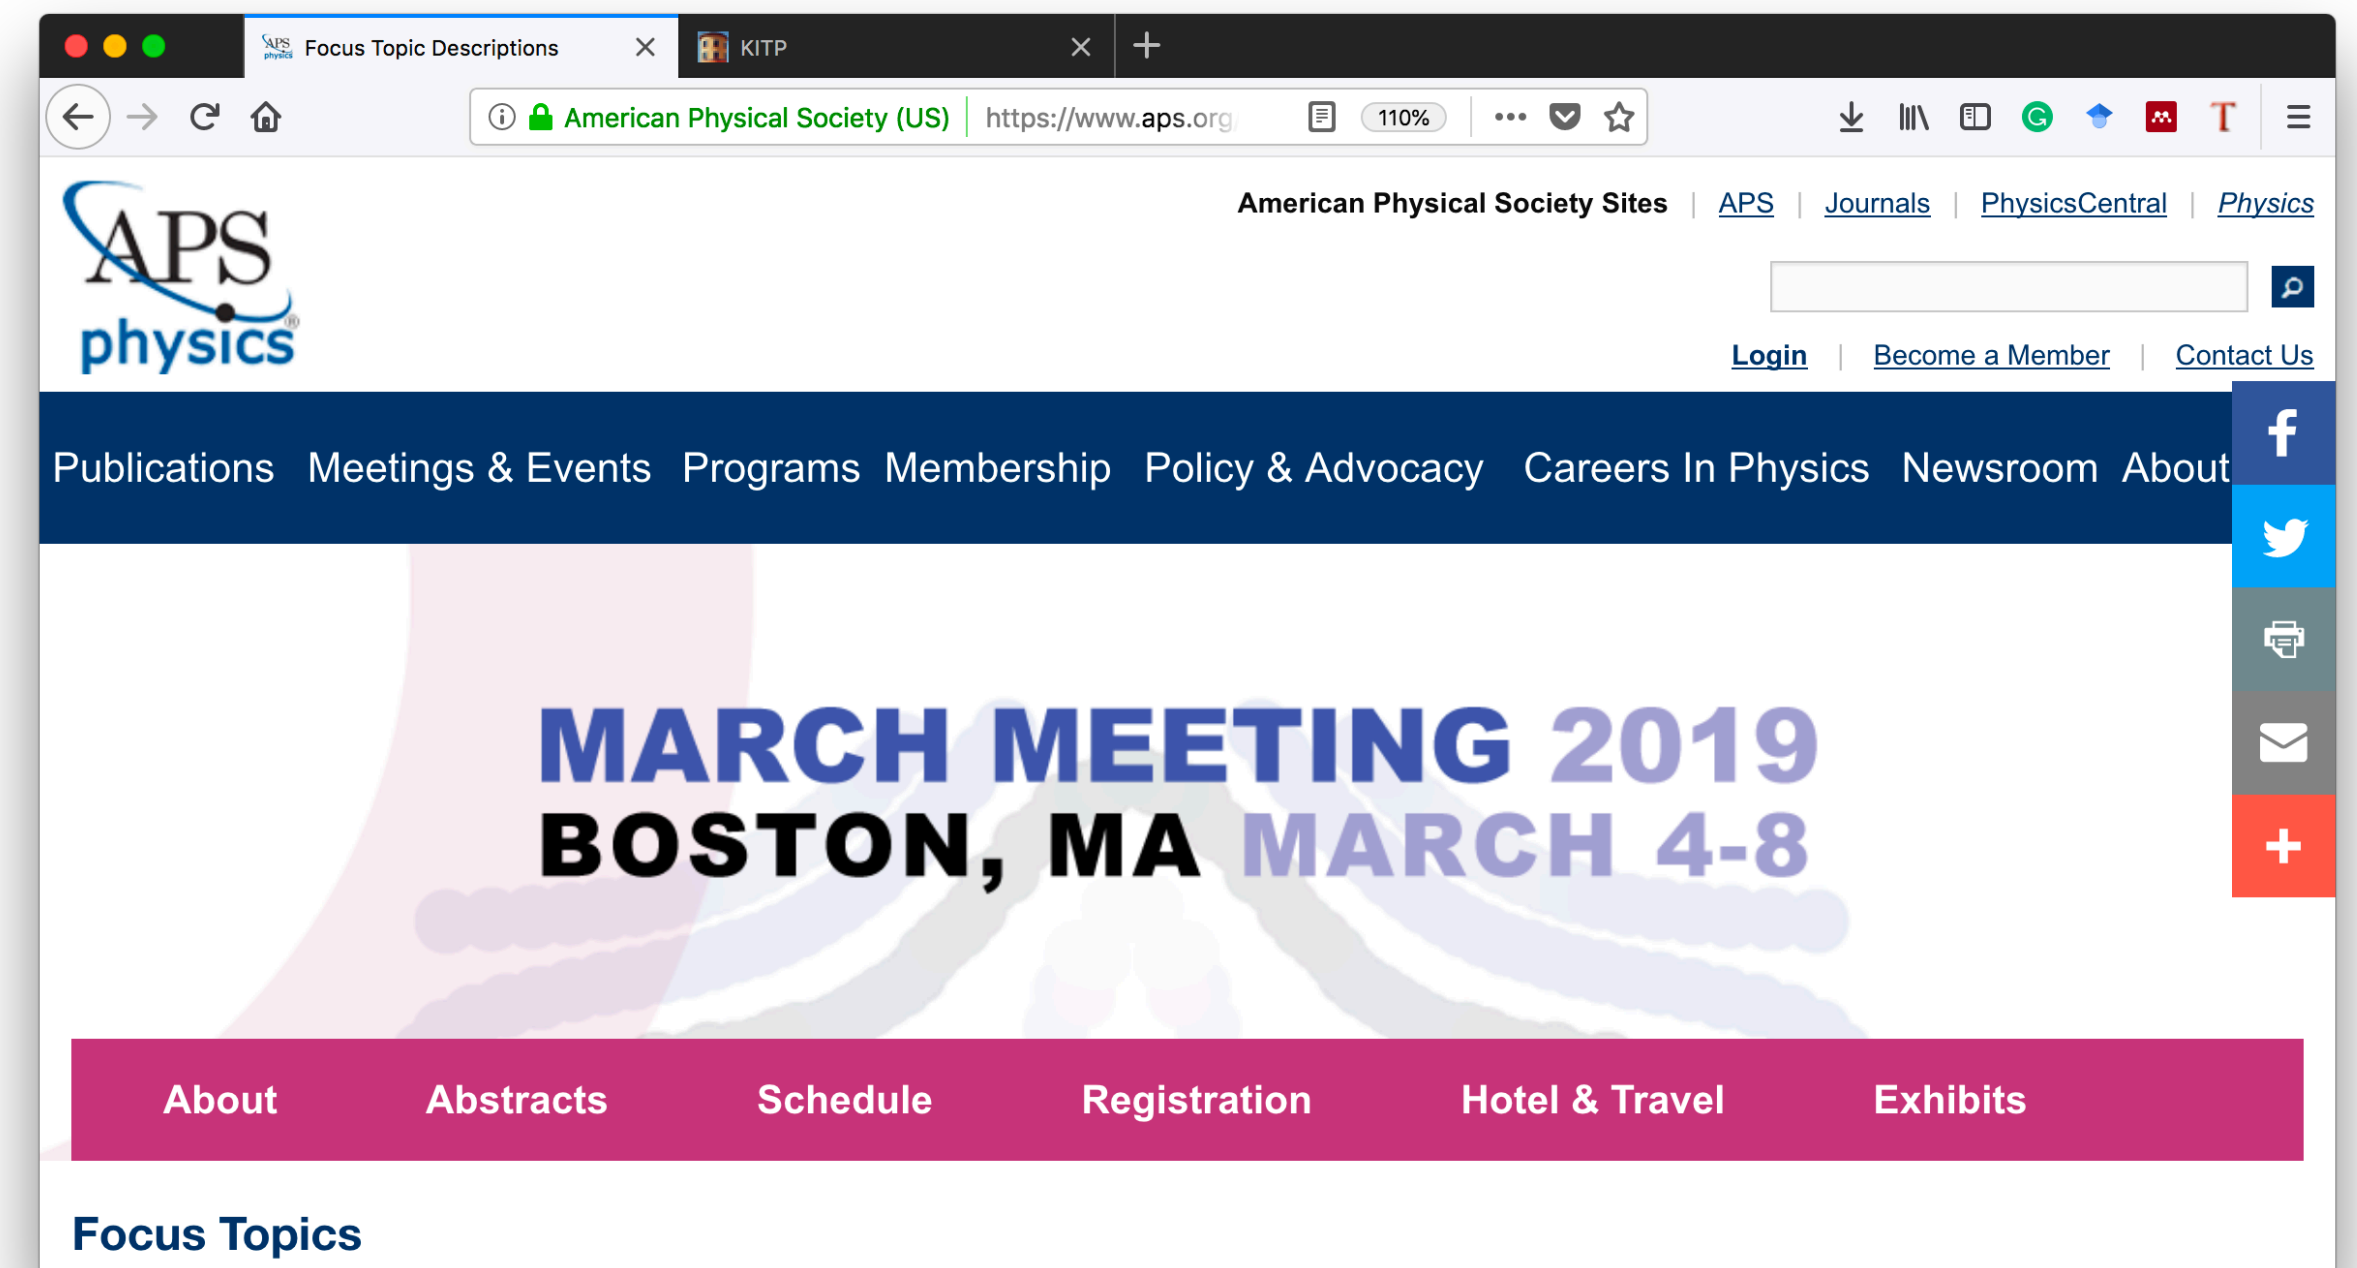 APS physics Focus Topic Descriptions
KITP
American Physical Society (US) https://www.aps.org/ 110%
APS
physics®
American Physical Society Sites | APS | Journals | PhysicsCentral | Physics
Login | Become a Member | Contact Us
Publications Meetings & Events Programs Membership Policy & Advocacy Careers In Physics Newsroom About
MARCH MEETING 2019
BOSTON, MA MARCH 4-8
About Abstracts Schedule Registration Hotel & Travel Exhibits
Focus Topics